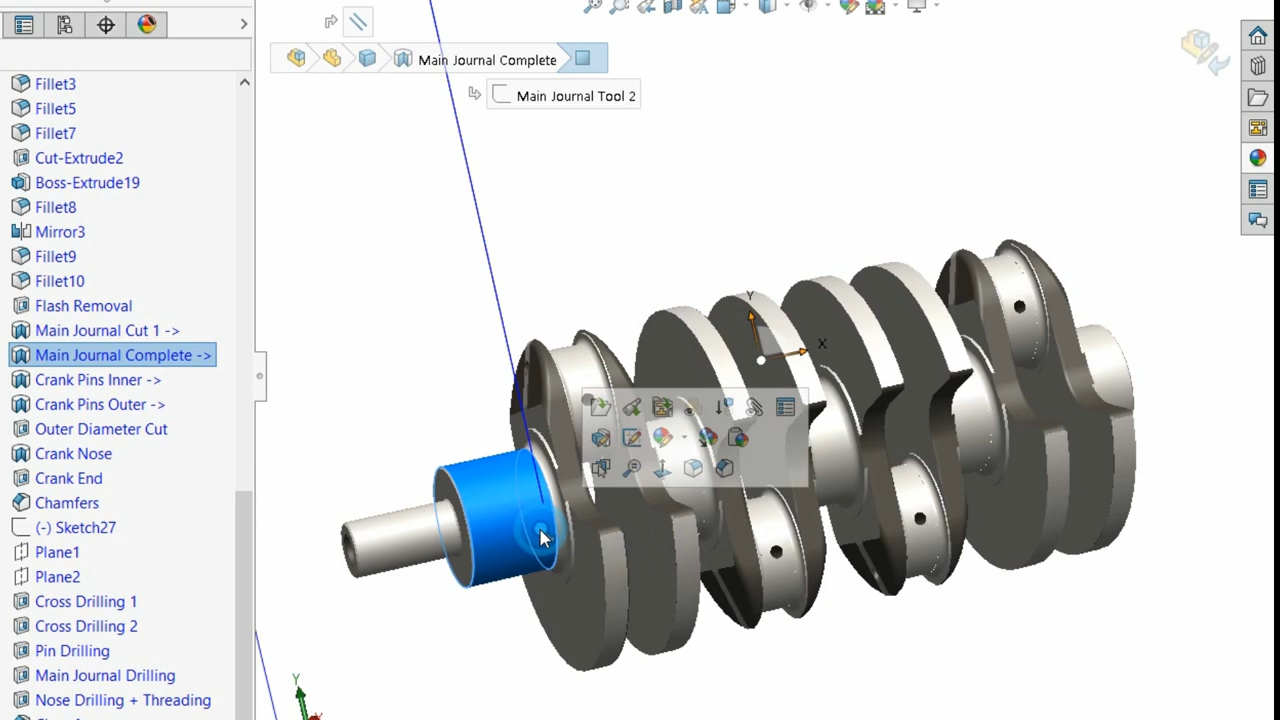 Main Journal Complete
Main Journal Tool 2
Fillet3
Fillet5
Fillet7
Cut-Extrude2
Boss-Extrude19
Fillet8
Mirror3
Fillet9
Fillet10
Flash Removal
Main Journal Cut 1 ->
Main Journal Complete ->
Crank Pins Inner ->
Crank Pins Outer ->
Outer Diameter Cut
Crank Nose
Crank End
Chamfers
(-) Sketch27
Plane1
Plane2
Cross Drilling 1
Cross Drilling 2
Pin Drilling
Main Journal Drilling
Nose Drilling + Threading
Y
X
Y